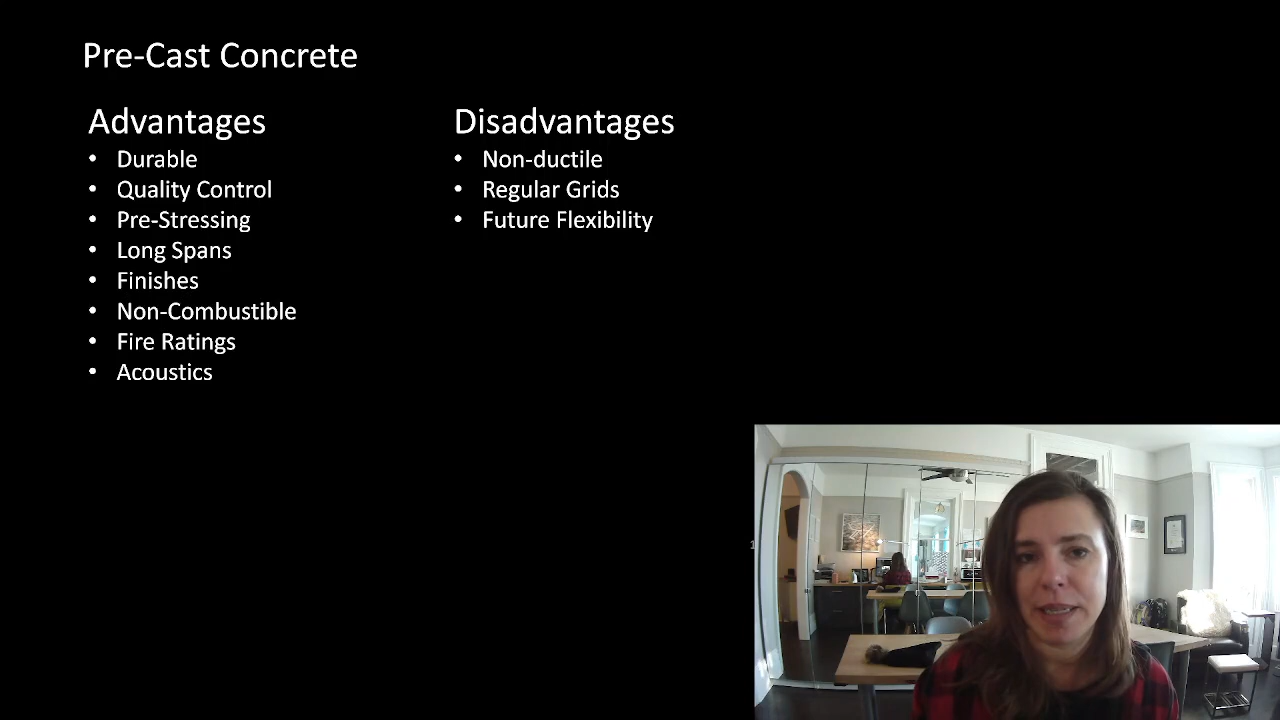 Pre-Cast Concrete
Advantages
• Durable
• Quality Control
• Pre-Stressing
• Long Spans
• Finishes
• Non-Combustible
• Fire Ratings
• Acoustics
Disadvantages
• Non-ductile
• Regular Grids
• Future Flexibility